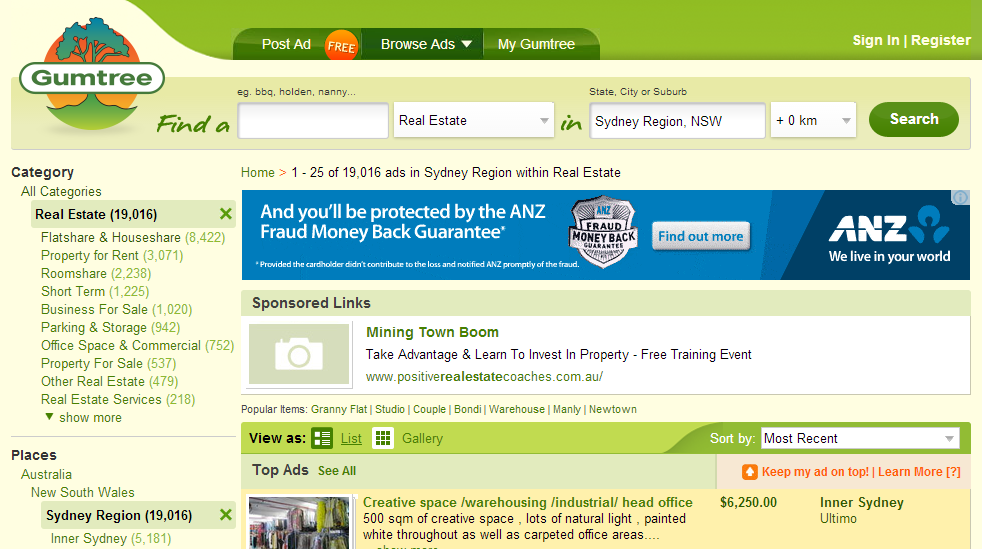 Post Ad
FREE
Browse Ads
My Gumtree
Sign In | Register
Gumtree
eg. bbq, holden, nanny...
State, City or Suburb
Find a
Real Estate
in
Sydney Region, NSW
+ 0 km
Search
Category
All Categories
Real Estate (19,016)
Flatshare & Houseshare (8,422)
Property for Rent (3,071)
Roomshare (2,238)
Short Term (1,225)
Business For Sale (1,020)
Parking & Storage (942)
Office Space & Commercial (752)
Property For Sale (537)
Other Real Estate (479)
Real Estate Services (218)
show more
Places
Australia
New South Wales
Sydney Region (19,016)
Inner Sydney (5,181)
Home > 1 - 25 of 19,016 ads in Sydney Region within Real Estate
And you'll be protected by the ANZ
Fraud Money Back Guarantee*
* Provided the cardholder didn't contribute to the loss and notified ANZ promptly of the fraud.
ANZ
FRAUD
MONEY BACK
GUARANTEE
Find out more
ANZ
We live in your world
Sponsored Links
Mining Town Boom
Take Advantage & Learn To Invest In Property - Free Training Event
www.positiverealestatecoaches.com.au/
Popular Items: Granny Flat | Studio | Couple | Bondi | Warehouse | Manly | Newtown
View as: List Gallery
Sort by: Most Recent
Top Ads See All
Keep my ad on top! | Learn More [?]
Creative space /warehousing /industrial/ head office
500 sqm of creative space , lots of natural light , painted
white throughout as well as carpeted office areas....
show more
$6,250.00
Inner Sydney
Ultimo